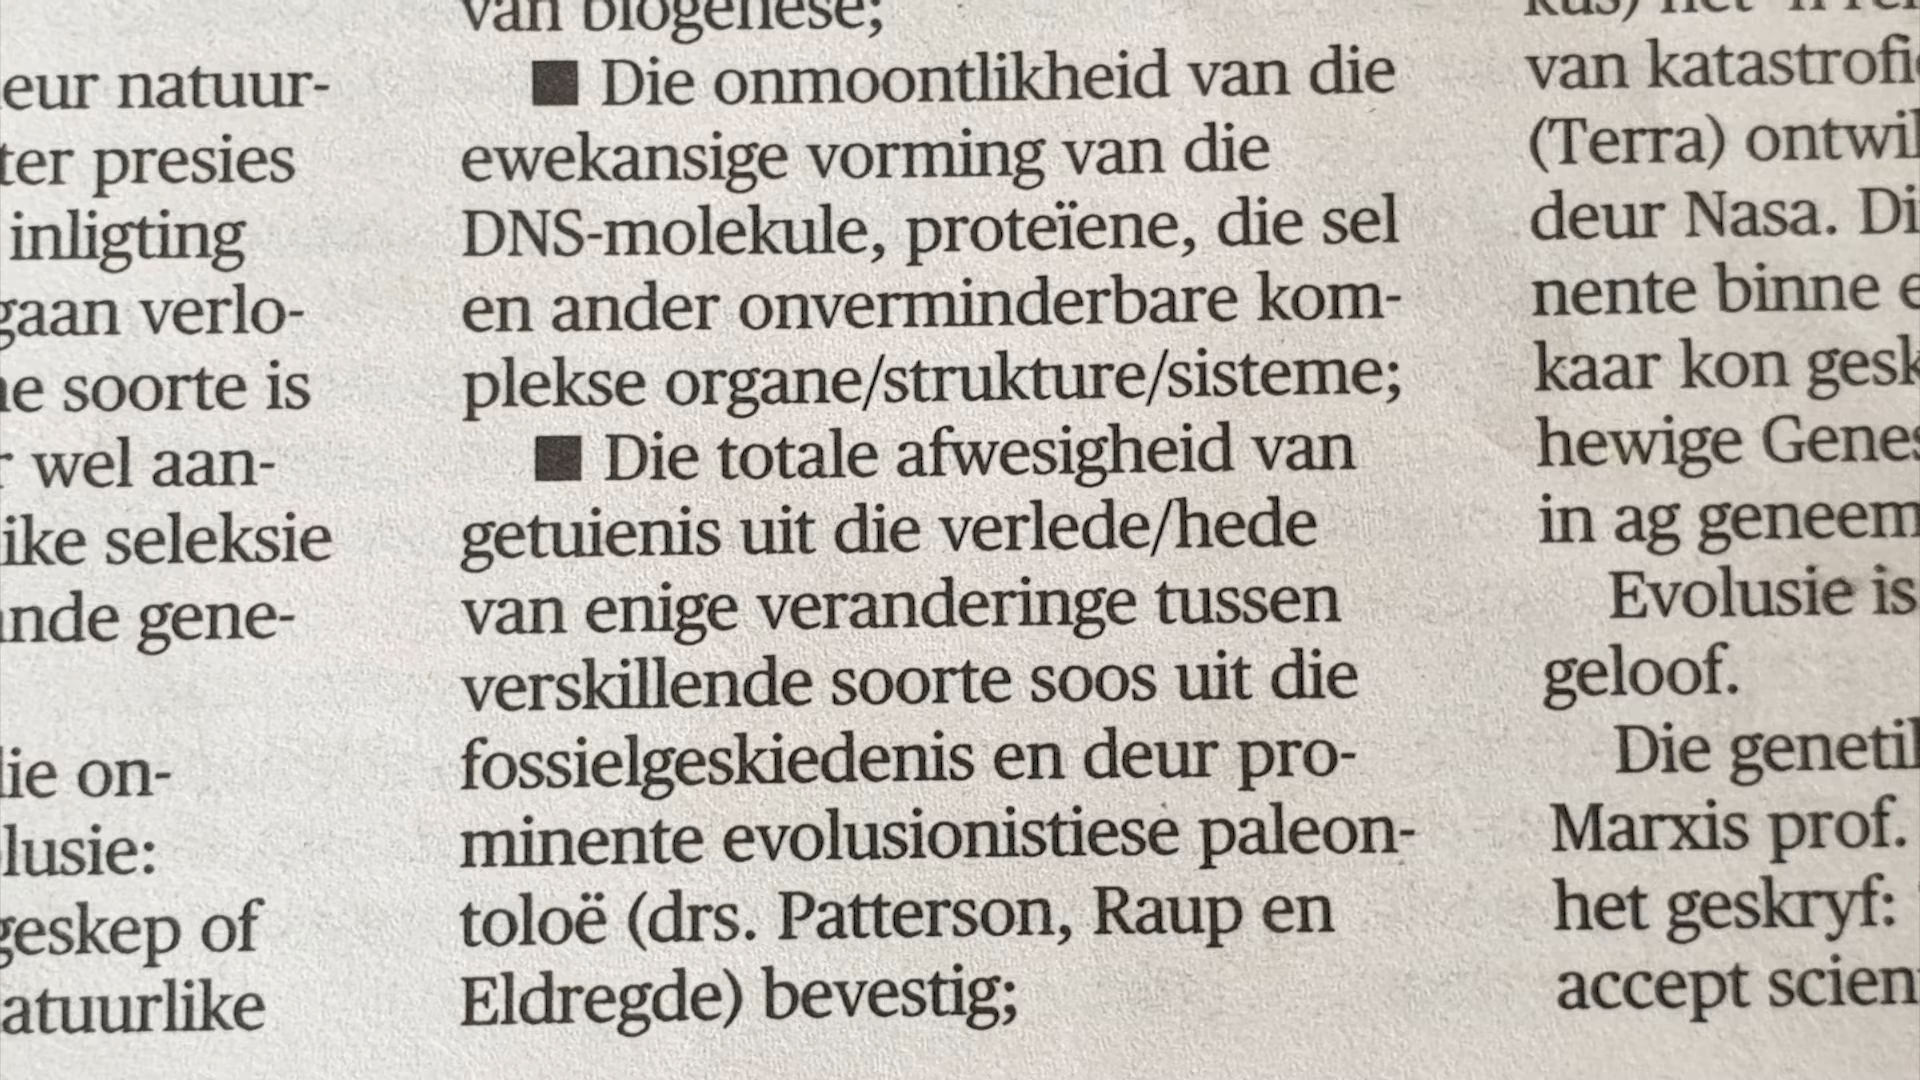 eur natuur-
ter presies
inligting
gaan verlo-
soorte is
wel aan-
ike seleksie
nde gene-
die on-
lusie:
geskep of
atuurlike
van biogenese;
■ Die onmoontlikheid van die
ewekansige vorming van die
DNS-molekule, proteïene, die sel
en ander onverminderbare kom-
plekse organe/strukture/sisteme;
■ Die totale afwesigheid van
getuienis uit die verlede/hede
van enige veranderinge tussen
verskillende soorte soos uit die
fossielgeskiedenis en deur pro-
minente evolusionistiese paleon-
toloë (drs. Patterson, Raup en
Eldregde) bevestig;
van katastrofi
(Terra) ontwil
deur Nasa. Di
nente binne e
kaar kon gesk
hewige Genes
in ag geneem
Evolusie is
geloof.
Die genetik
Marxis prof.
het geskryf:
accept scien